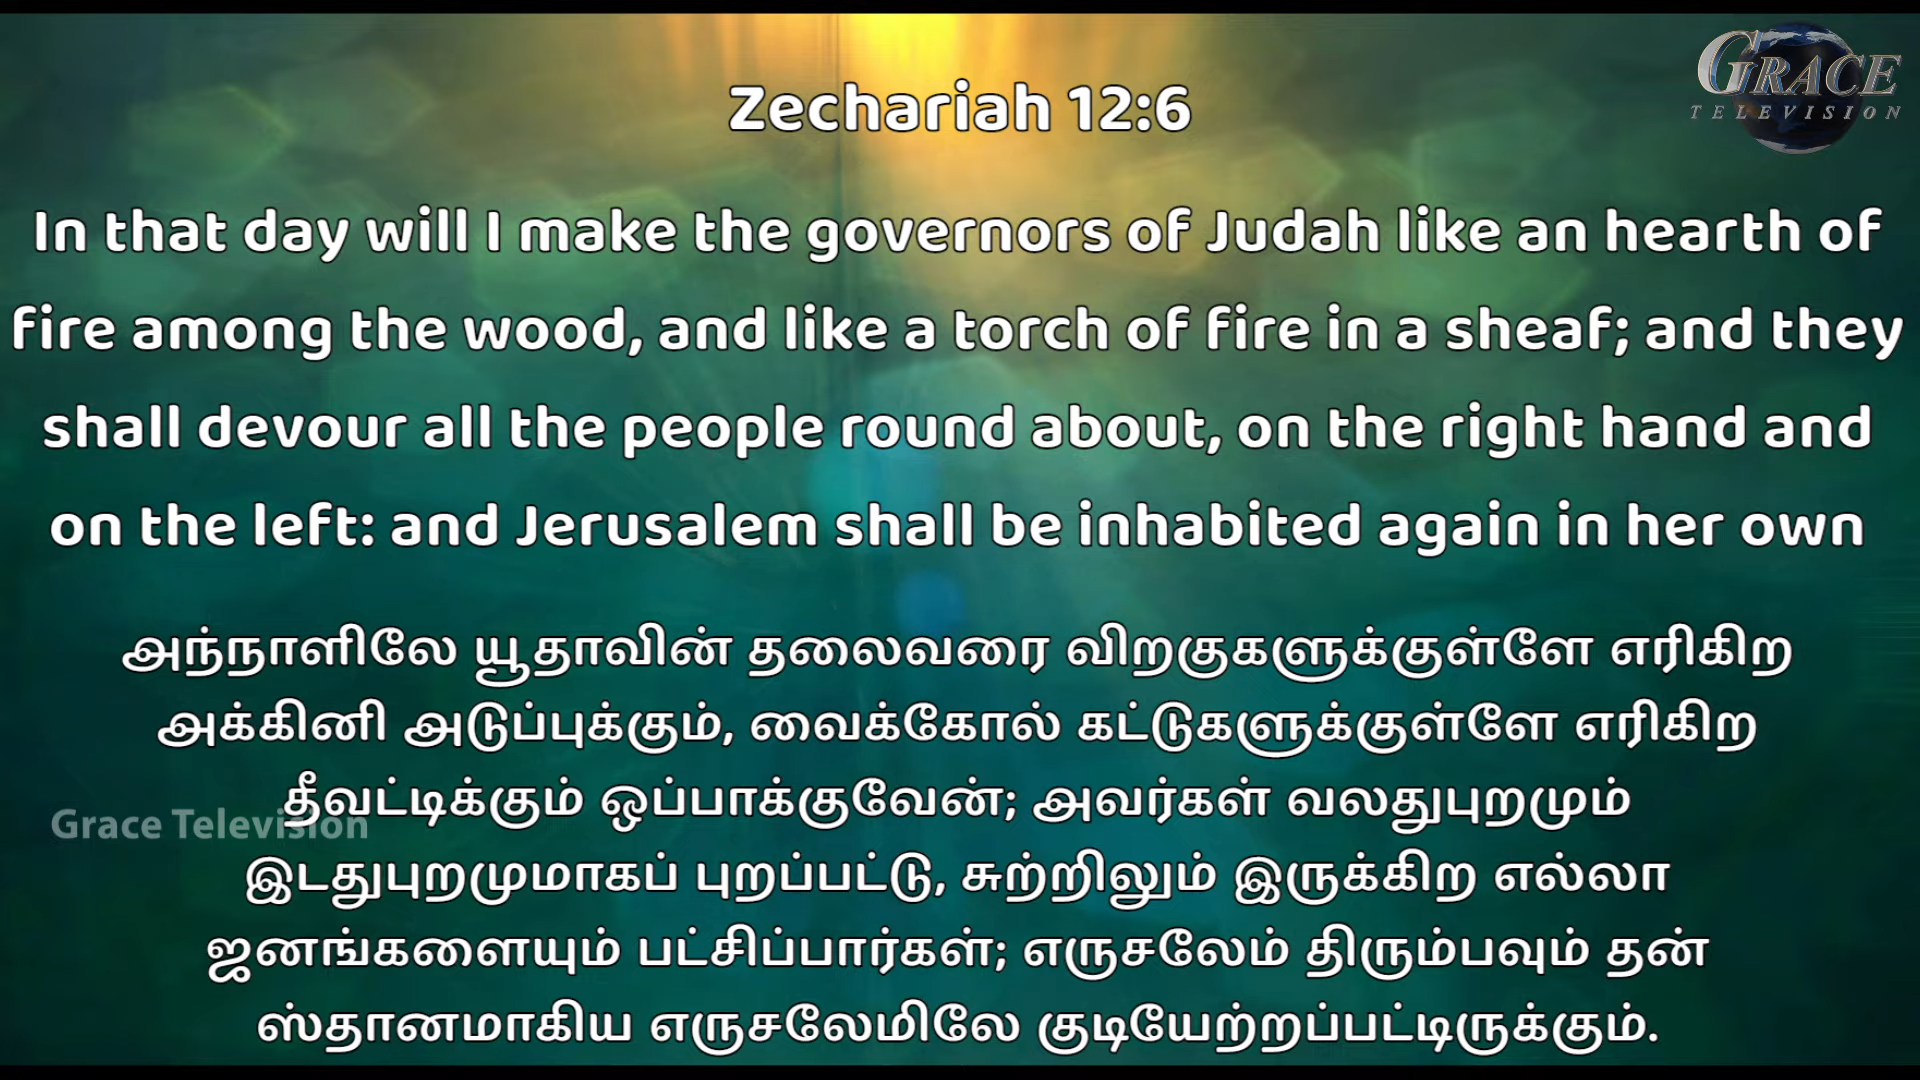 GRACE
TELEVISION
Zechariah 12:6
In that day will I make the governors of Judah like an hearth of
fire among the wood, and like a torch of fire in a sheaf; and they
shall devour all the people round about, on the right hand and
on the left: and Jerusalem shall be inhabited again in her own
அந்நாளிலே யூதாவின் தலைவரை விறகுகளுக்குள்ளே எரிகிற
அக்கினி அடுப்புக்கும், வைக்கோல் கட்டுகளுக்குள்ளே எரிகிற
தீவட்டிக்கும் ஒப்பாக்குவேன்; அவர்கள் வலதுபுறமும்
Grace Television
இடதுபுறமுமாகப் புறப்பட்டு, சுற்றிலும் இருக்கிற எல்லா
ஜனங்களையும் பட்சிப்பார்கள்; எருசலேம் திரும்பவும் தன்
ஸ்தானமாகிய எருசலேமிலே குடியேற்றப்பட்டிருக்கும்.